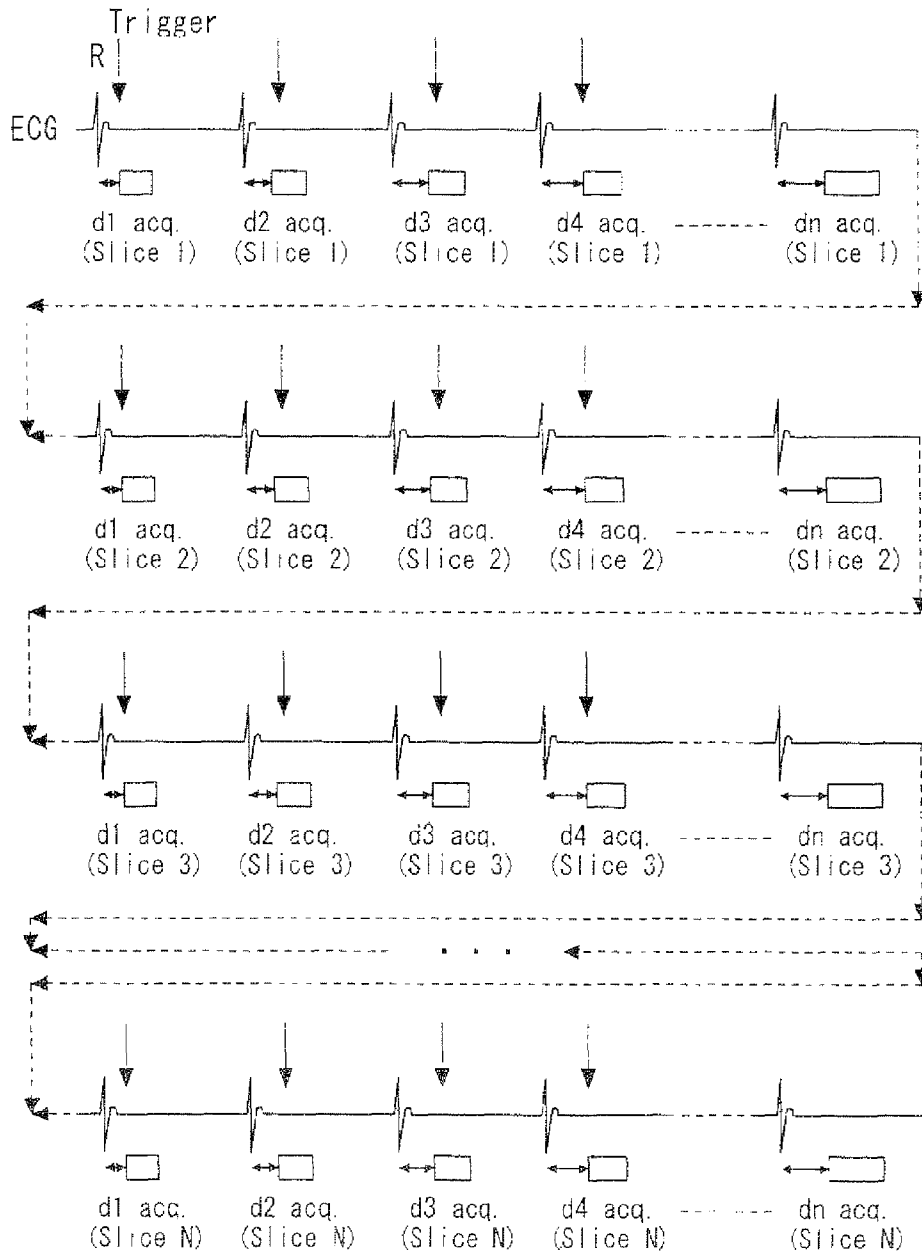 Trigger
R
ECG
d1 acq. d2 acq. d3 acq. d4 acq. dn acq.
(Slice 1) (Slice 1) (Slice 1) (Slice 1) (Slice 1)
d1 acq. d2 acq. d3 acq. d4 acq. dn acq.
(Slice 2) (Slice 2) (Slice 2) (Slice 2) (Slice 2)
d1 acq. d2 acq. d3 acq. d4 acq. dn acq.
(Slice 3) (Slice 3) (Slice 3) (Slice 3) (Slice 3)
. . .
d1 acq. d2 acq. d3 acq. d4 acq. dn acq.
(Slice N) (Slice N) (Slice N) (Slice N) (Slice N)